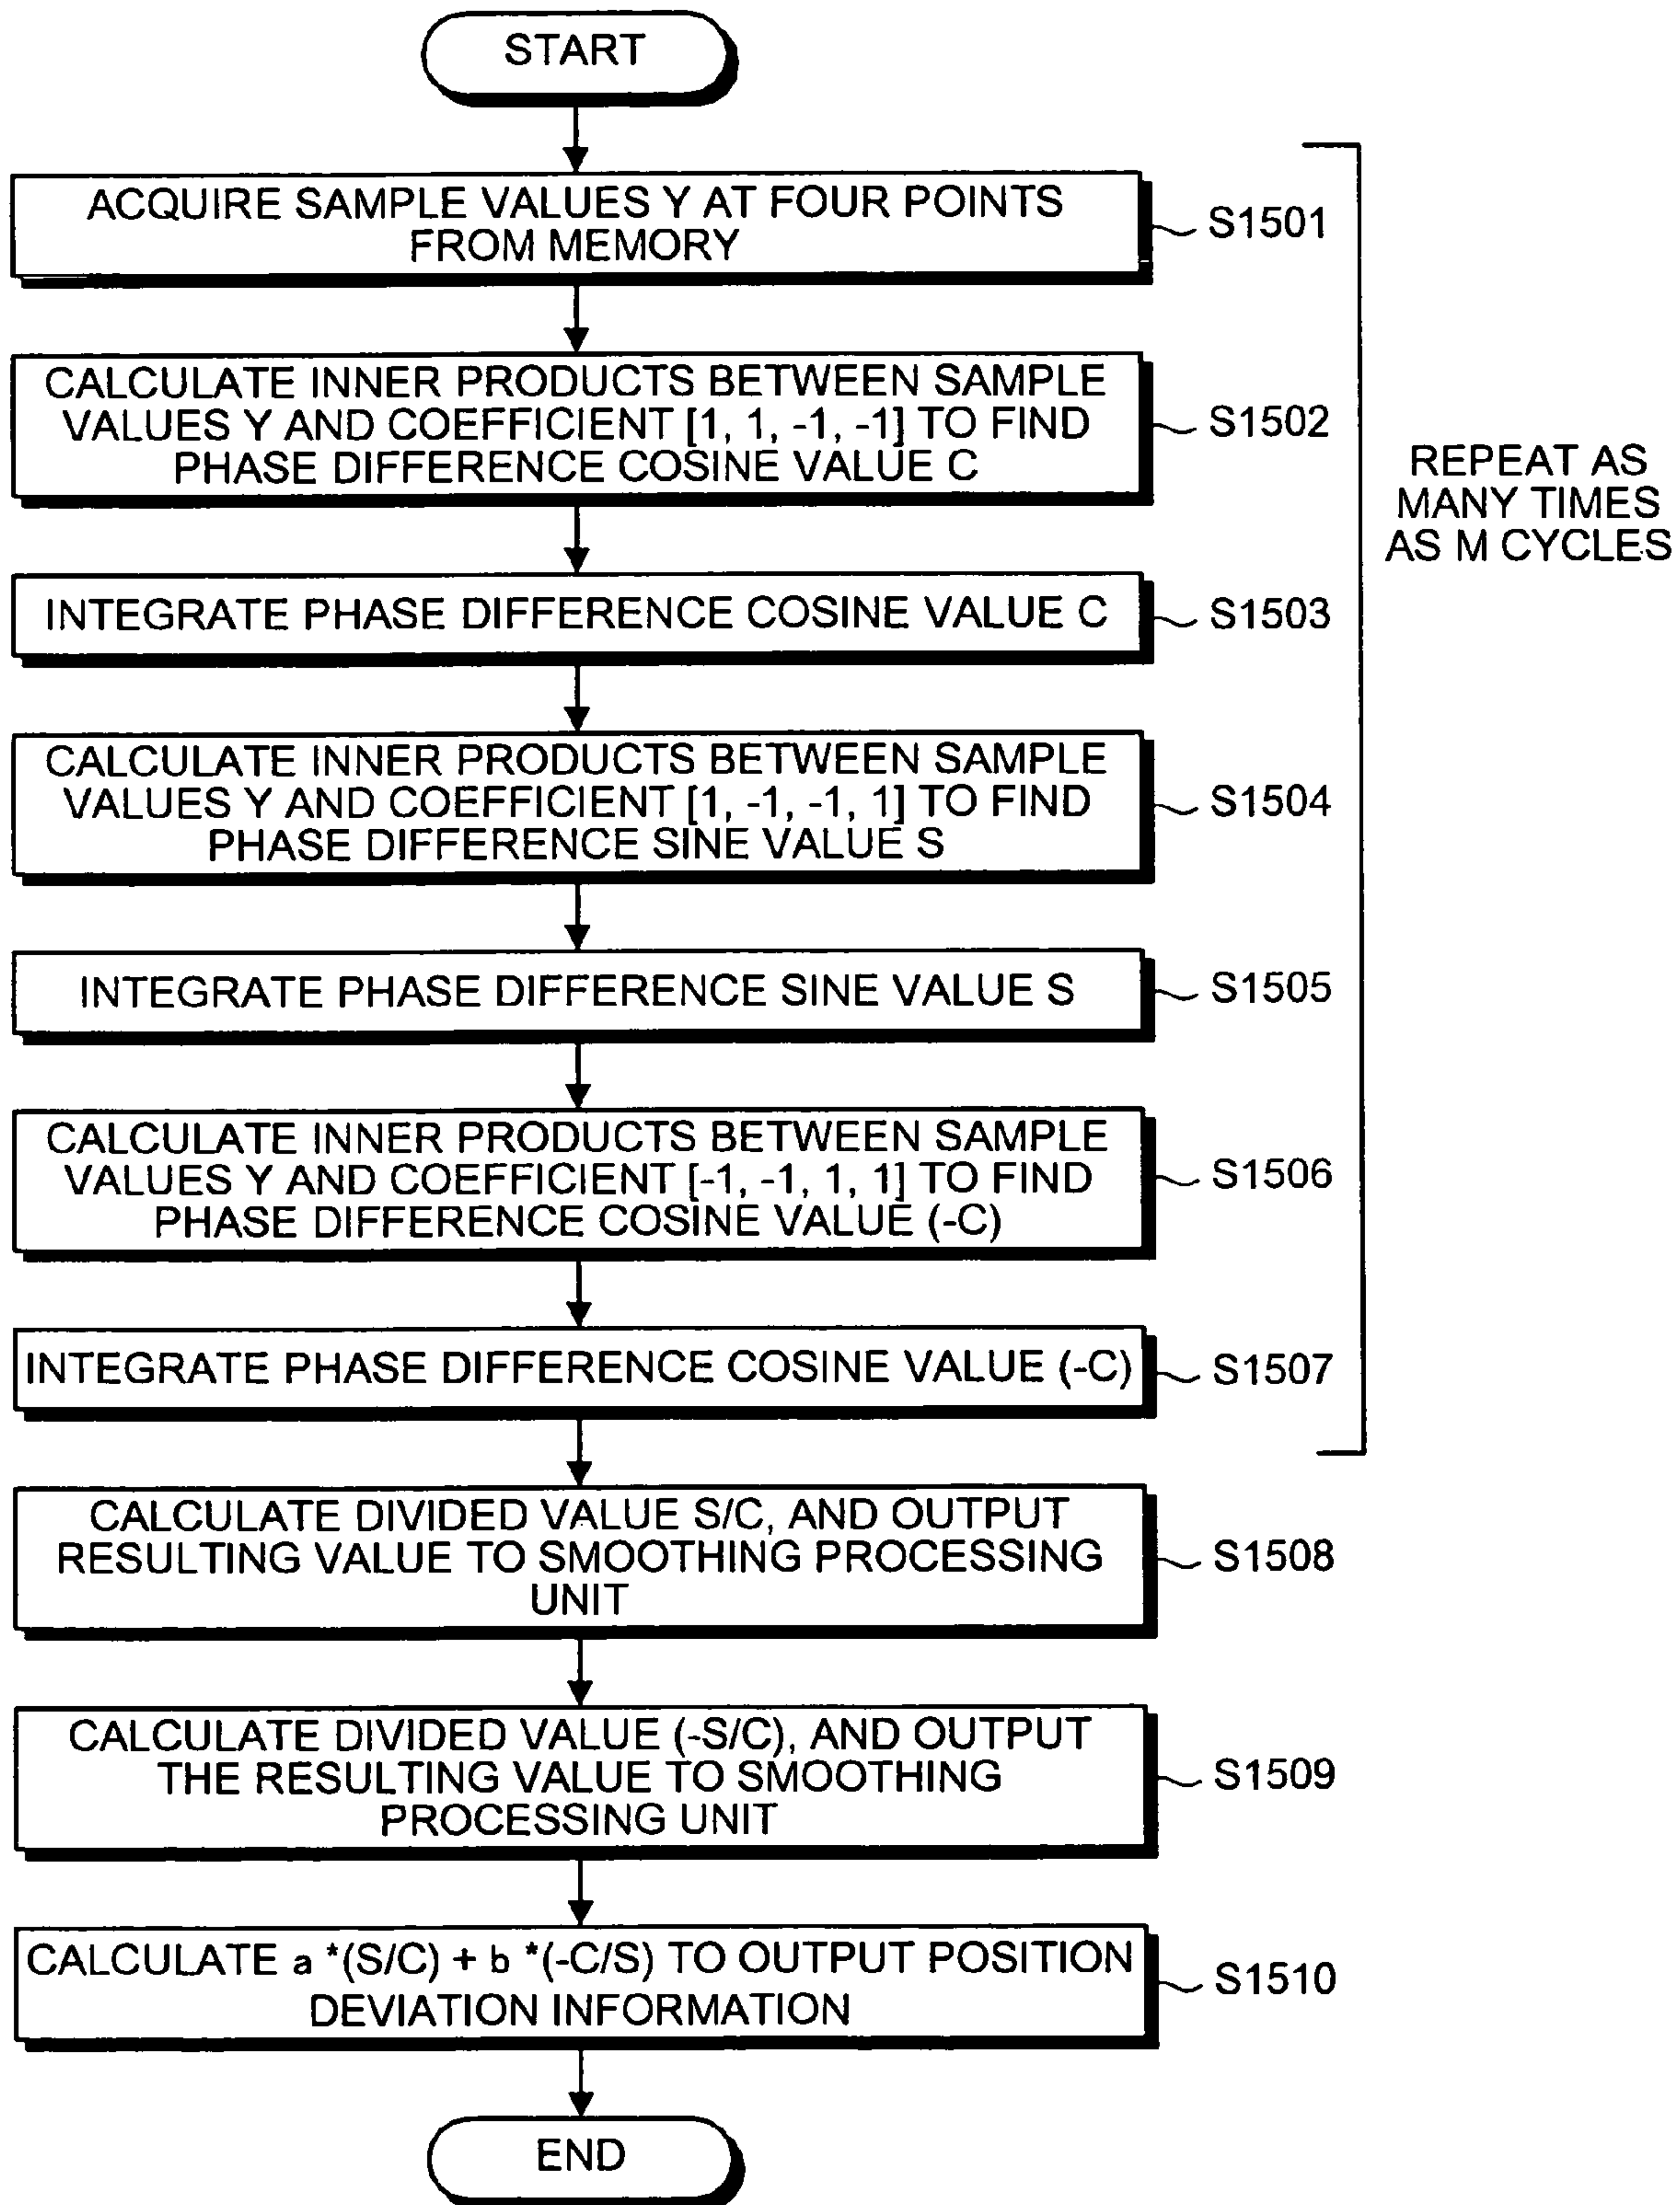 START
ACQUIRE SAMPLE VALUES Y AT FOUR POINTS
FROM MEMORY
S1501
CALCULATE INNER PRODUCTS BETWEEN SAMPLE
VALUES Y AND COEFFICIENT [1, 1, -1, -1] TO FIND
PHASE DIFFERENCE COSINE VALUE C
S1502
REPEAT AS
MANY TIMES
AS M CYCLES
INTEGRATE PHASE DIFFERENCE COSINE VALUE C
S1503
CALCULATE INNER PRODUCTS BETWEEN SAMPLE
VALUES Y AND COEFFICIENT [1, -1, -1, 1] TO FIND
PHASE DIFFERENCE SINE VALUE S
S1504
INTEGRATE PHASE DIFFERENCE SINE VALUE S
S1505
CALCULATE INNER PRODUCTS BETWEEN SAMPLE
VALUES Y AND COEFFICIENT [-1, -1, 1, 1] TO FIND
PHASE DIFFERENCE COSINE VALUE (-C)
S1506
INTEGRATE PHASE DIFFERENCE COSINE VALUE (-C)
S1507
CALCULATE DIVIDED VALUE S/C, AND OUTPUT
RESULTING VALUE TO SMOOTHING PROCESSING
UNIT
S1508
CALCULATE DIVIDED VALUE (-S/C), AND OUTPUT
THE RESULTING VALUE TO SMOOTHING
PROCESSING UNIT
S1509
CALCULATE a *(S/C) + b *(-C/S) TO OUTPUT POSITION
DEVIATION INFORMATION
S1510
END